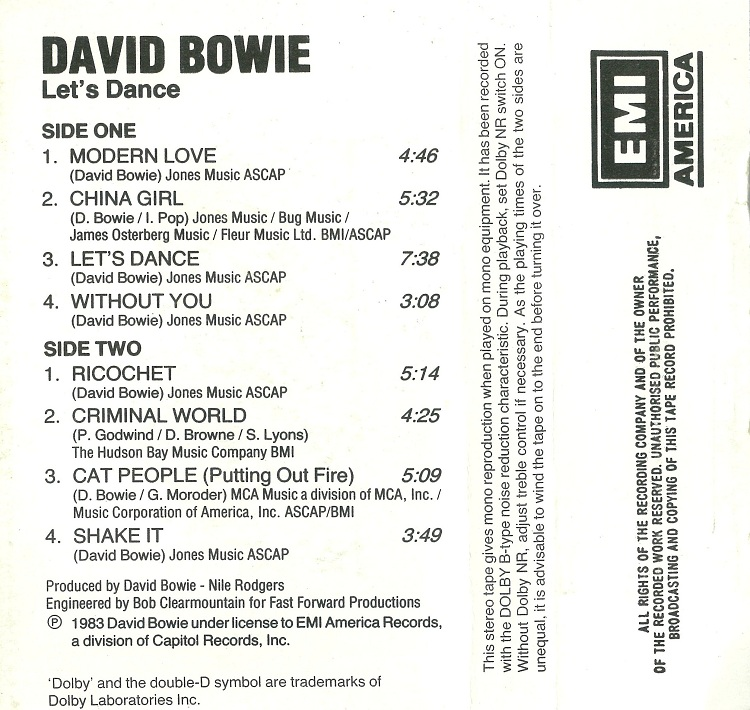 DAVID BOWIE
Let's Dance
SIDE ONE
1. MODERN LOVE 4:46
(David Bowie) Jones Music ASCAP
2. CHINA GIRL 5:32
(D. Bowie / I. Pop) Jones Music / Bug Music /
James Osterberg Music / Fleur Music Ltd. BMI/ASCAP
3. LET'S DANCE 7:38
(David Bowie) Jones Music ASCAP
4. WITHOUT YOU 3:08
(David Bowie) Jones Music ASCAP
SIDE TWO
1. RICOCHET 5:14
(David Bowie) Jones Music ASCAP
2. CRIMINAL WORLD 4:25
(P. Godwind / D. Browne / S. Lyons)
The Hudson Bay Music Company BMI
3. CAT PEOPLE (Putting Out Fire) 5:09
(D. Bowie / G. Moroder) MCA Music a division of MCA, Inc. /
Music Corporation of America, Inc. ASCAP/BMI
4. SHAKE IT 3:49
(David Bowie) Jones Music ASCAP
Produced by David Bowie - Nile Rodgers
Engineered by Bob Clearmountain for Fast Forward Productions
℗ 1983 David Bowie under license to EMI America Records,
a division of Capitol Records, Inc.
'Dolby' and the double-D symbol are trademarks of
Dolby Laboratories Inc.
This stereo tape gives mono reproduction when played on mono equipment. It has been recorded
with the DOLBY B-type noise reduction characteristic. During playback, set Dolby NR switch ON.
Without Dolby NR, adjust treble control if necessary. As the playing times of the two sides are
unequal, it is advisable to wind the tape on to the end before turning it over.
EMI
AMERICA
ALL RIGHTS OF THE RECORDING COMPANY AND OF THE OWNER
OF THE RECORDED WORK RESERVED. UNAUTHORISED PUBLIC PERFORMANCE,
BROADCASTING AND COPYING OF THIS TAPE RECORD PROHIBITED.